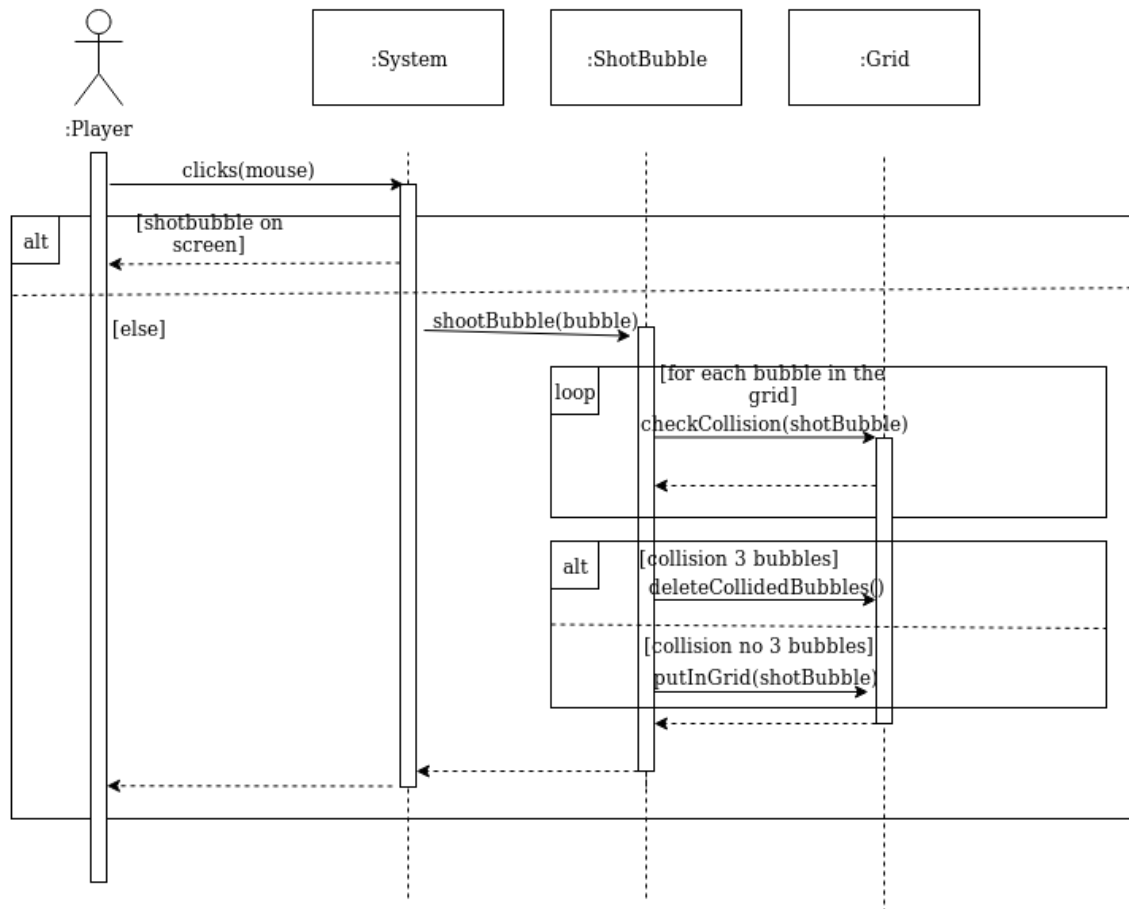 :System
:ShotBubble
:Grid
:Player
clicks(mouse)
alt
[shotbubble on
screen]
[else]
shootBubble(bubble)
loop
[for each bubble in the
grid]
checkCollision(shotBubble)
alt
[collision 3 bubbles]
deleteCollidedBubbles()
[collision no 3 bubbles]
putInGrid(shotBubble)